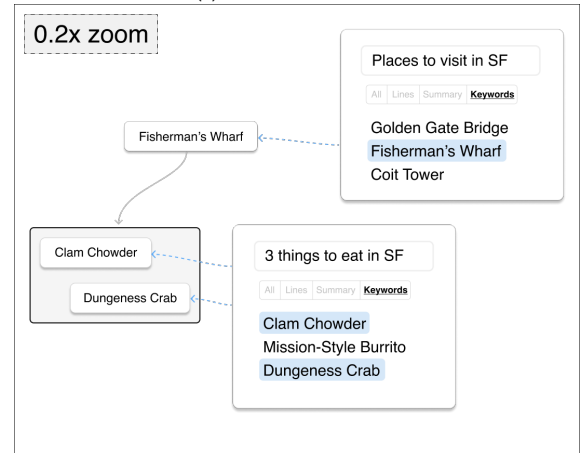 0.2x zoom
Places to visit in SF
All Lines Summary Keywords
Golden Gate Bridge
Fisherman's Wharf
Coit Tower
Fisherman's Wharf
Clam Chowder
Dungeness Crab
3 things to eat in SF
All Lines Summary Keywords
Clam Chowder
Mission-Style Burrito
Dungeness Crab